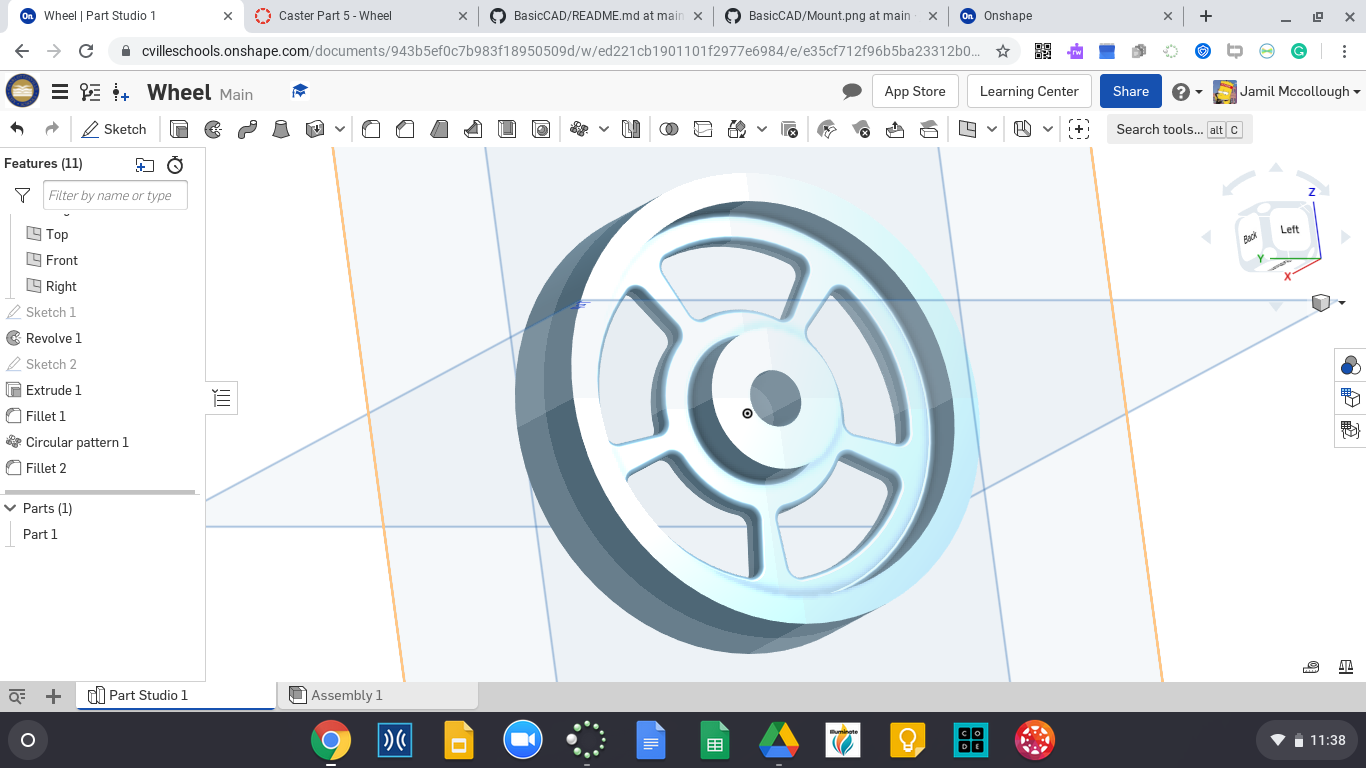 Wheel | Part Studio 1
Caster Part 5 - Wheel
BasicCAD/README.md at main
BasicCAD/Mount.png at main
Onshape
cvilleschools.onshape.com/documents/943b5ef0c7b983f18950509d/w/ed221cb1901101f2977e6984/e/e35cf712f96b5ba23312b0...
Wheel Main
App Store
Learning Center
Share
Jamil Mccollough
Sketch
Search tools... alt C
Features (11)
Filter by name or type
Top
Front
Right
Sketch 1
Revolve 1
Sketch 2
Extrude 1
Fillet 1
Circular pattern 1
Fillet 2
Parts (1)
Part 1
Z
Back
Left
Y
X
Part Studio 1
Assembly 1
Illuminate
CODE
11:38